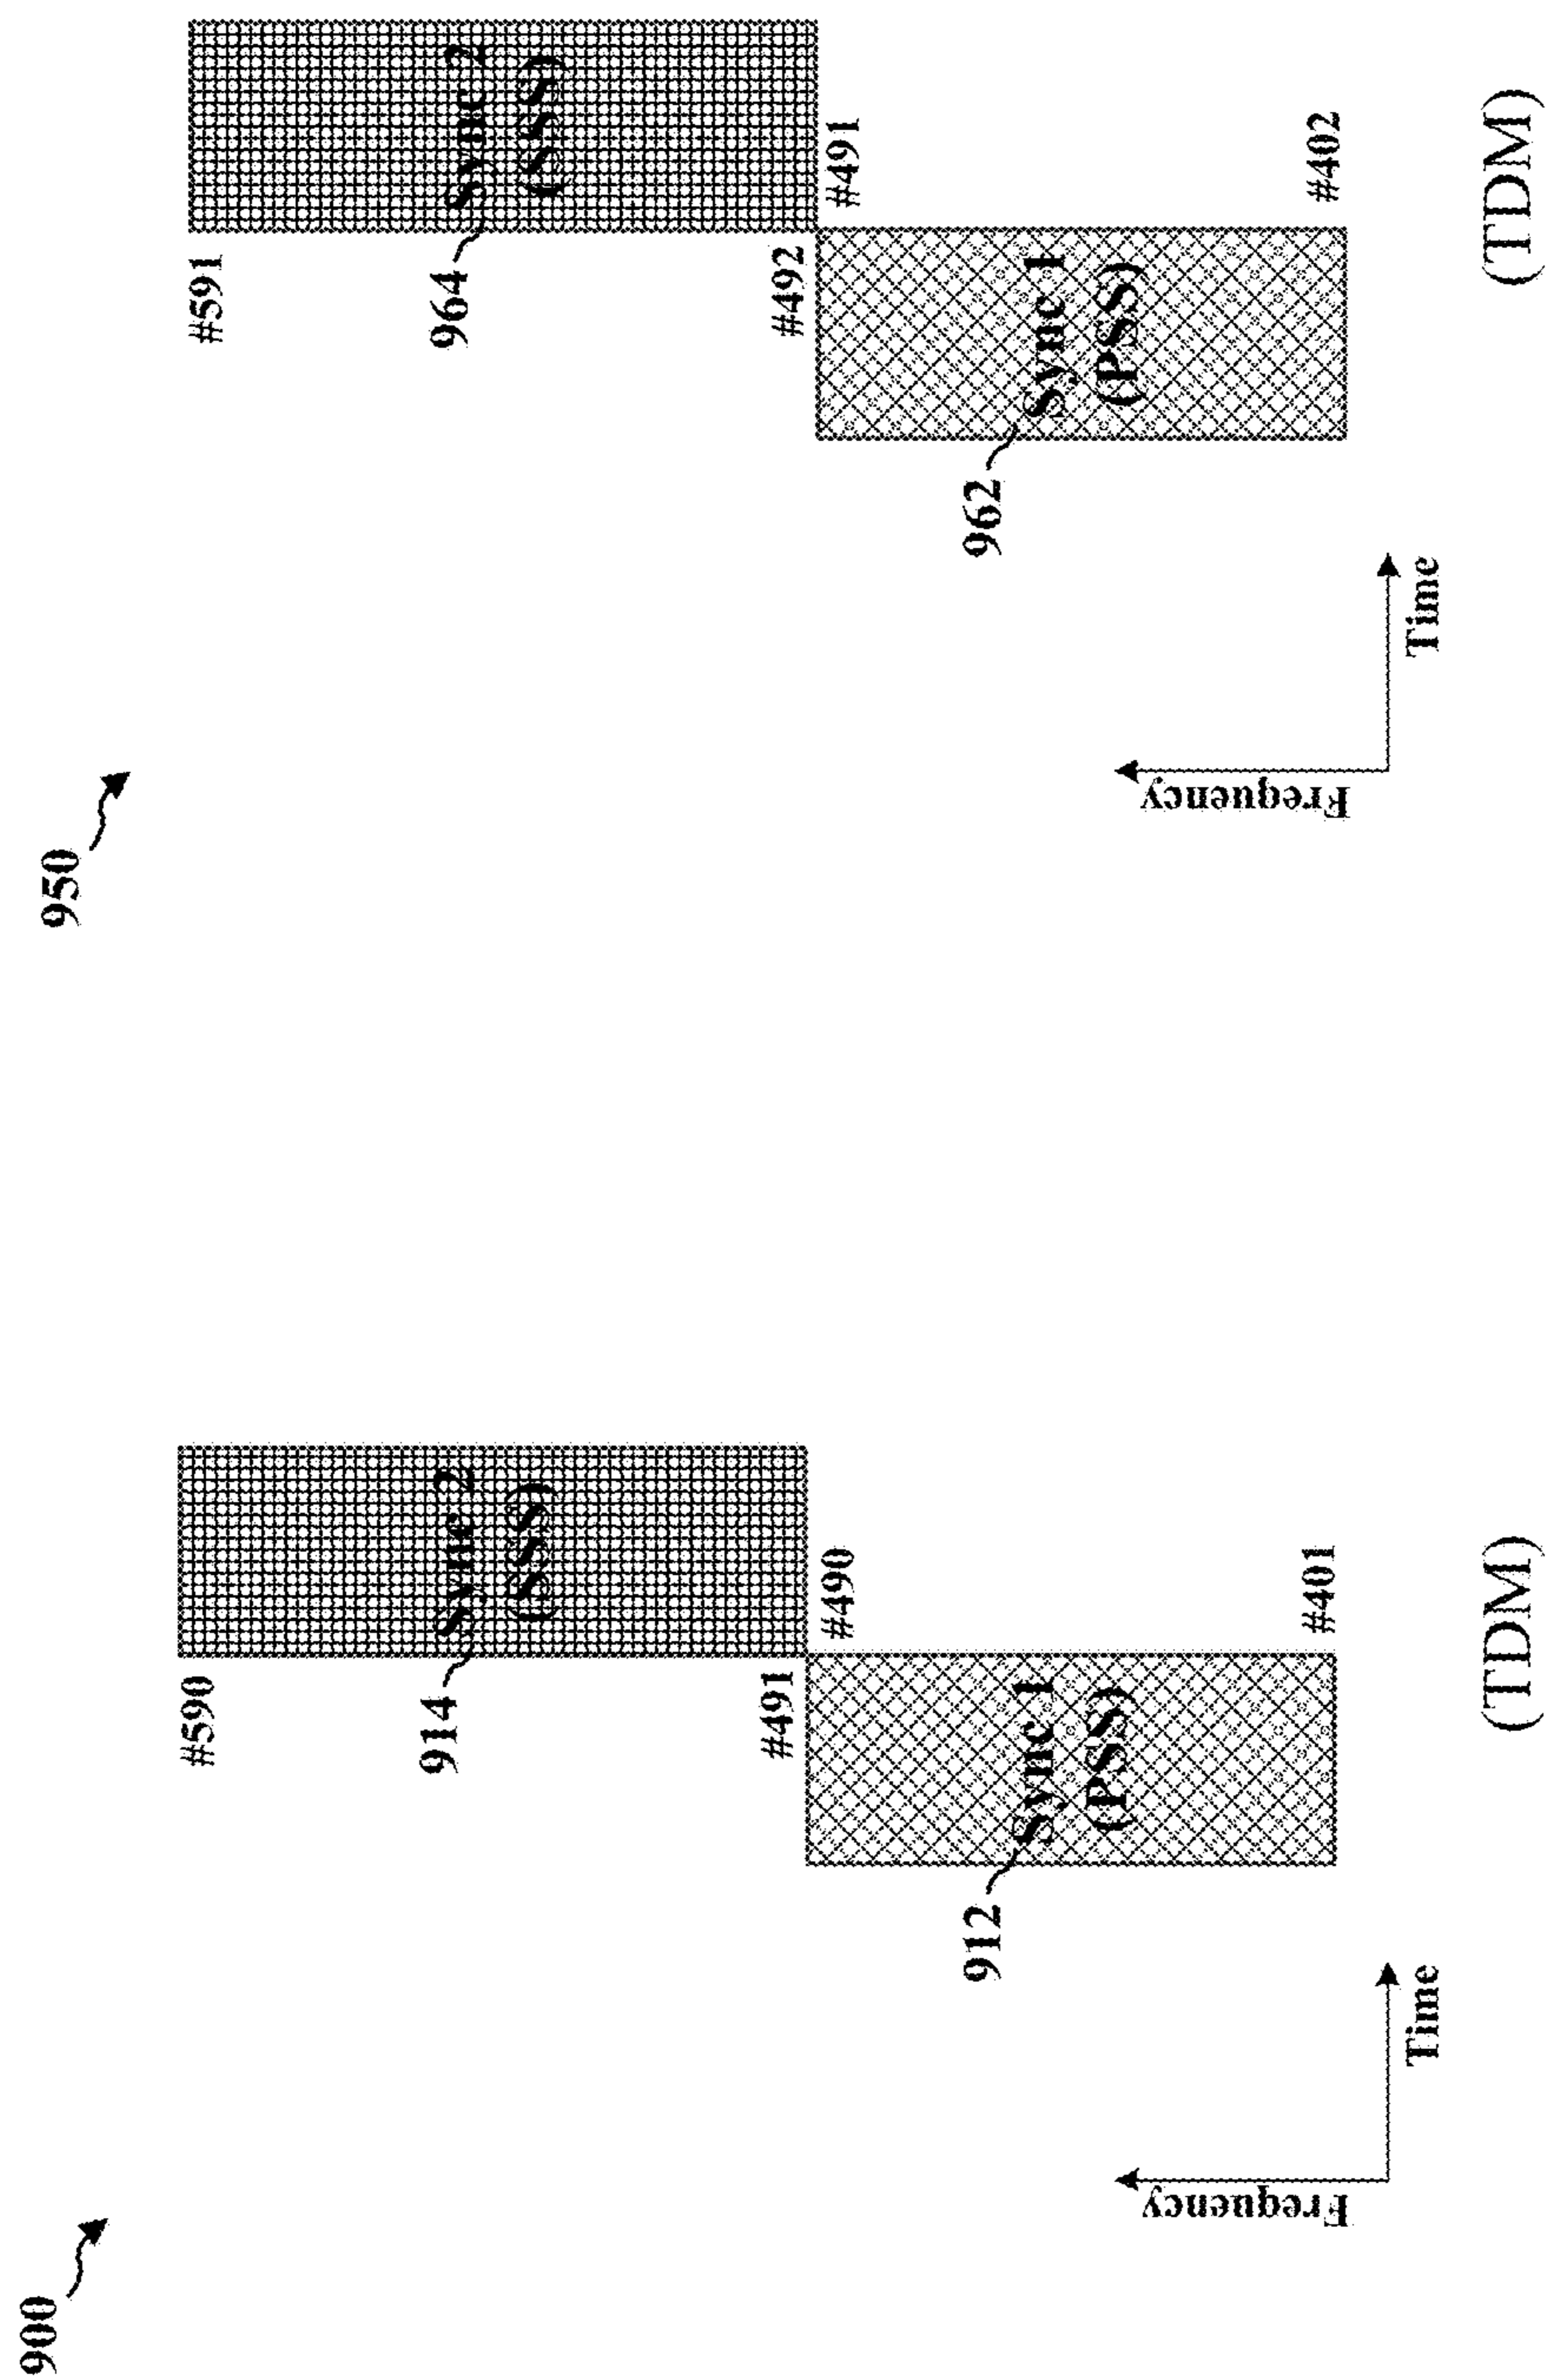 900
#590
914
Sync 2
(SSS)
#491
#490
912
Sync 1
(PSS)
#401
Frequency
Time
(TDM)
950
#591
964
Sync 2
(SSS)
#492
#491
962
Sync 1
(PSS)
#402
Frequency
Time
(TDM)